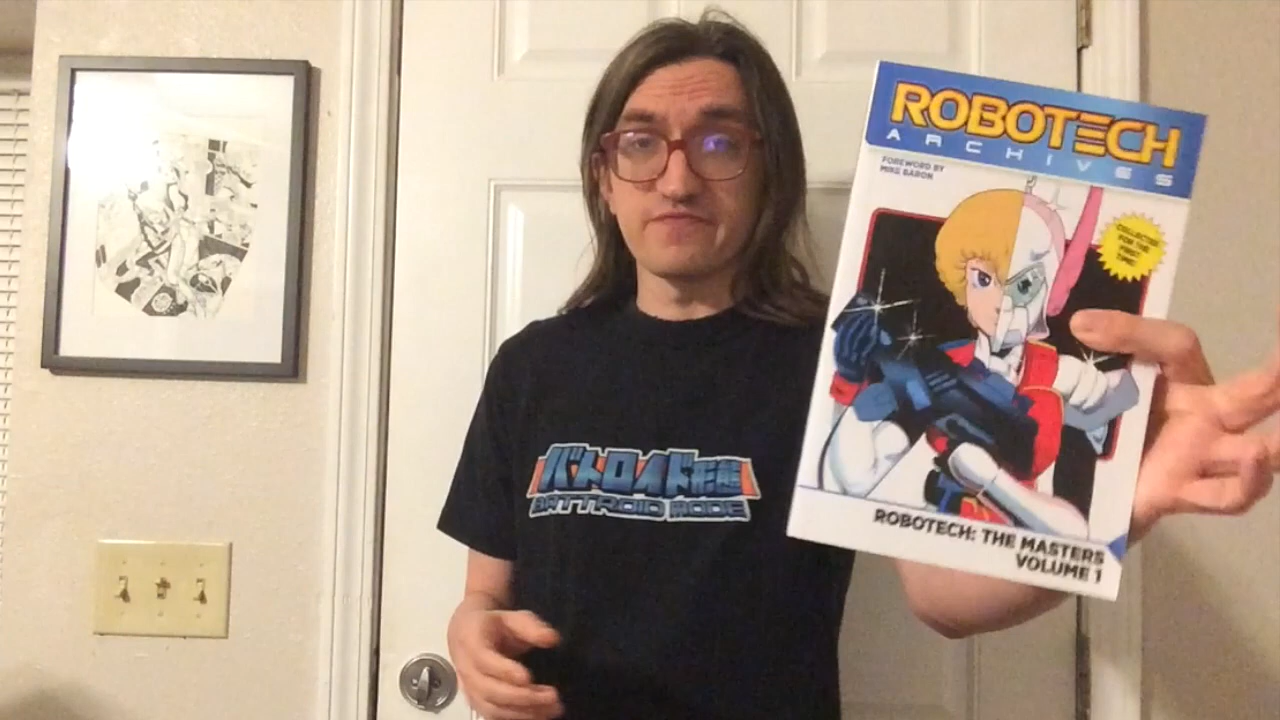 ROBOTECH
ARCHIVES
FOREWORD BY
MIKE BARON
COLLECTED
FOR THE
FIRST
TIME!
バトロイド形態
BATTROID MODE
ROBOTECH: THE MASTERS
VOLUME 1